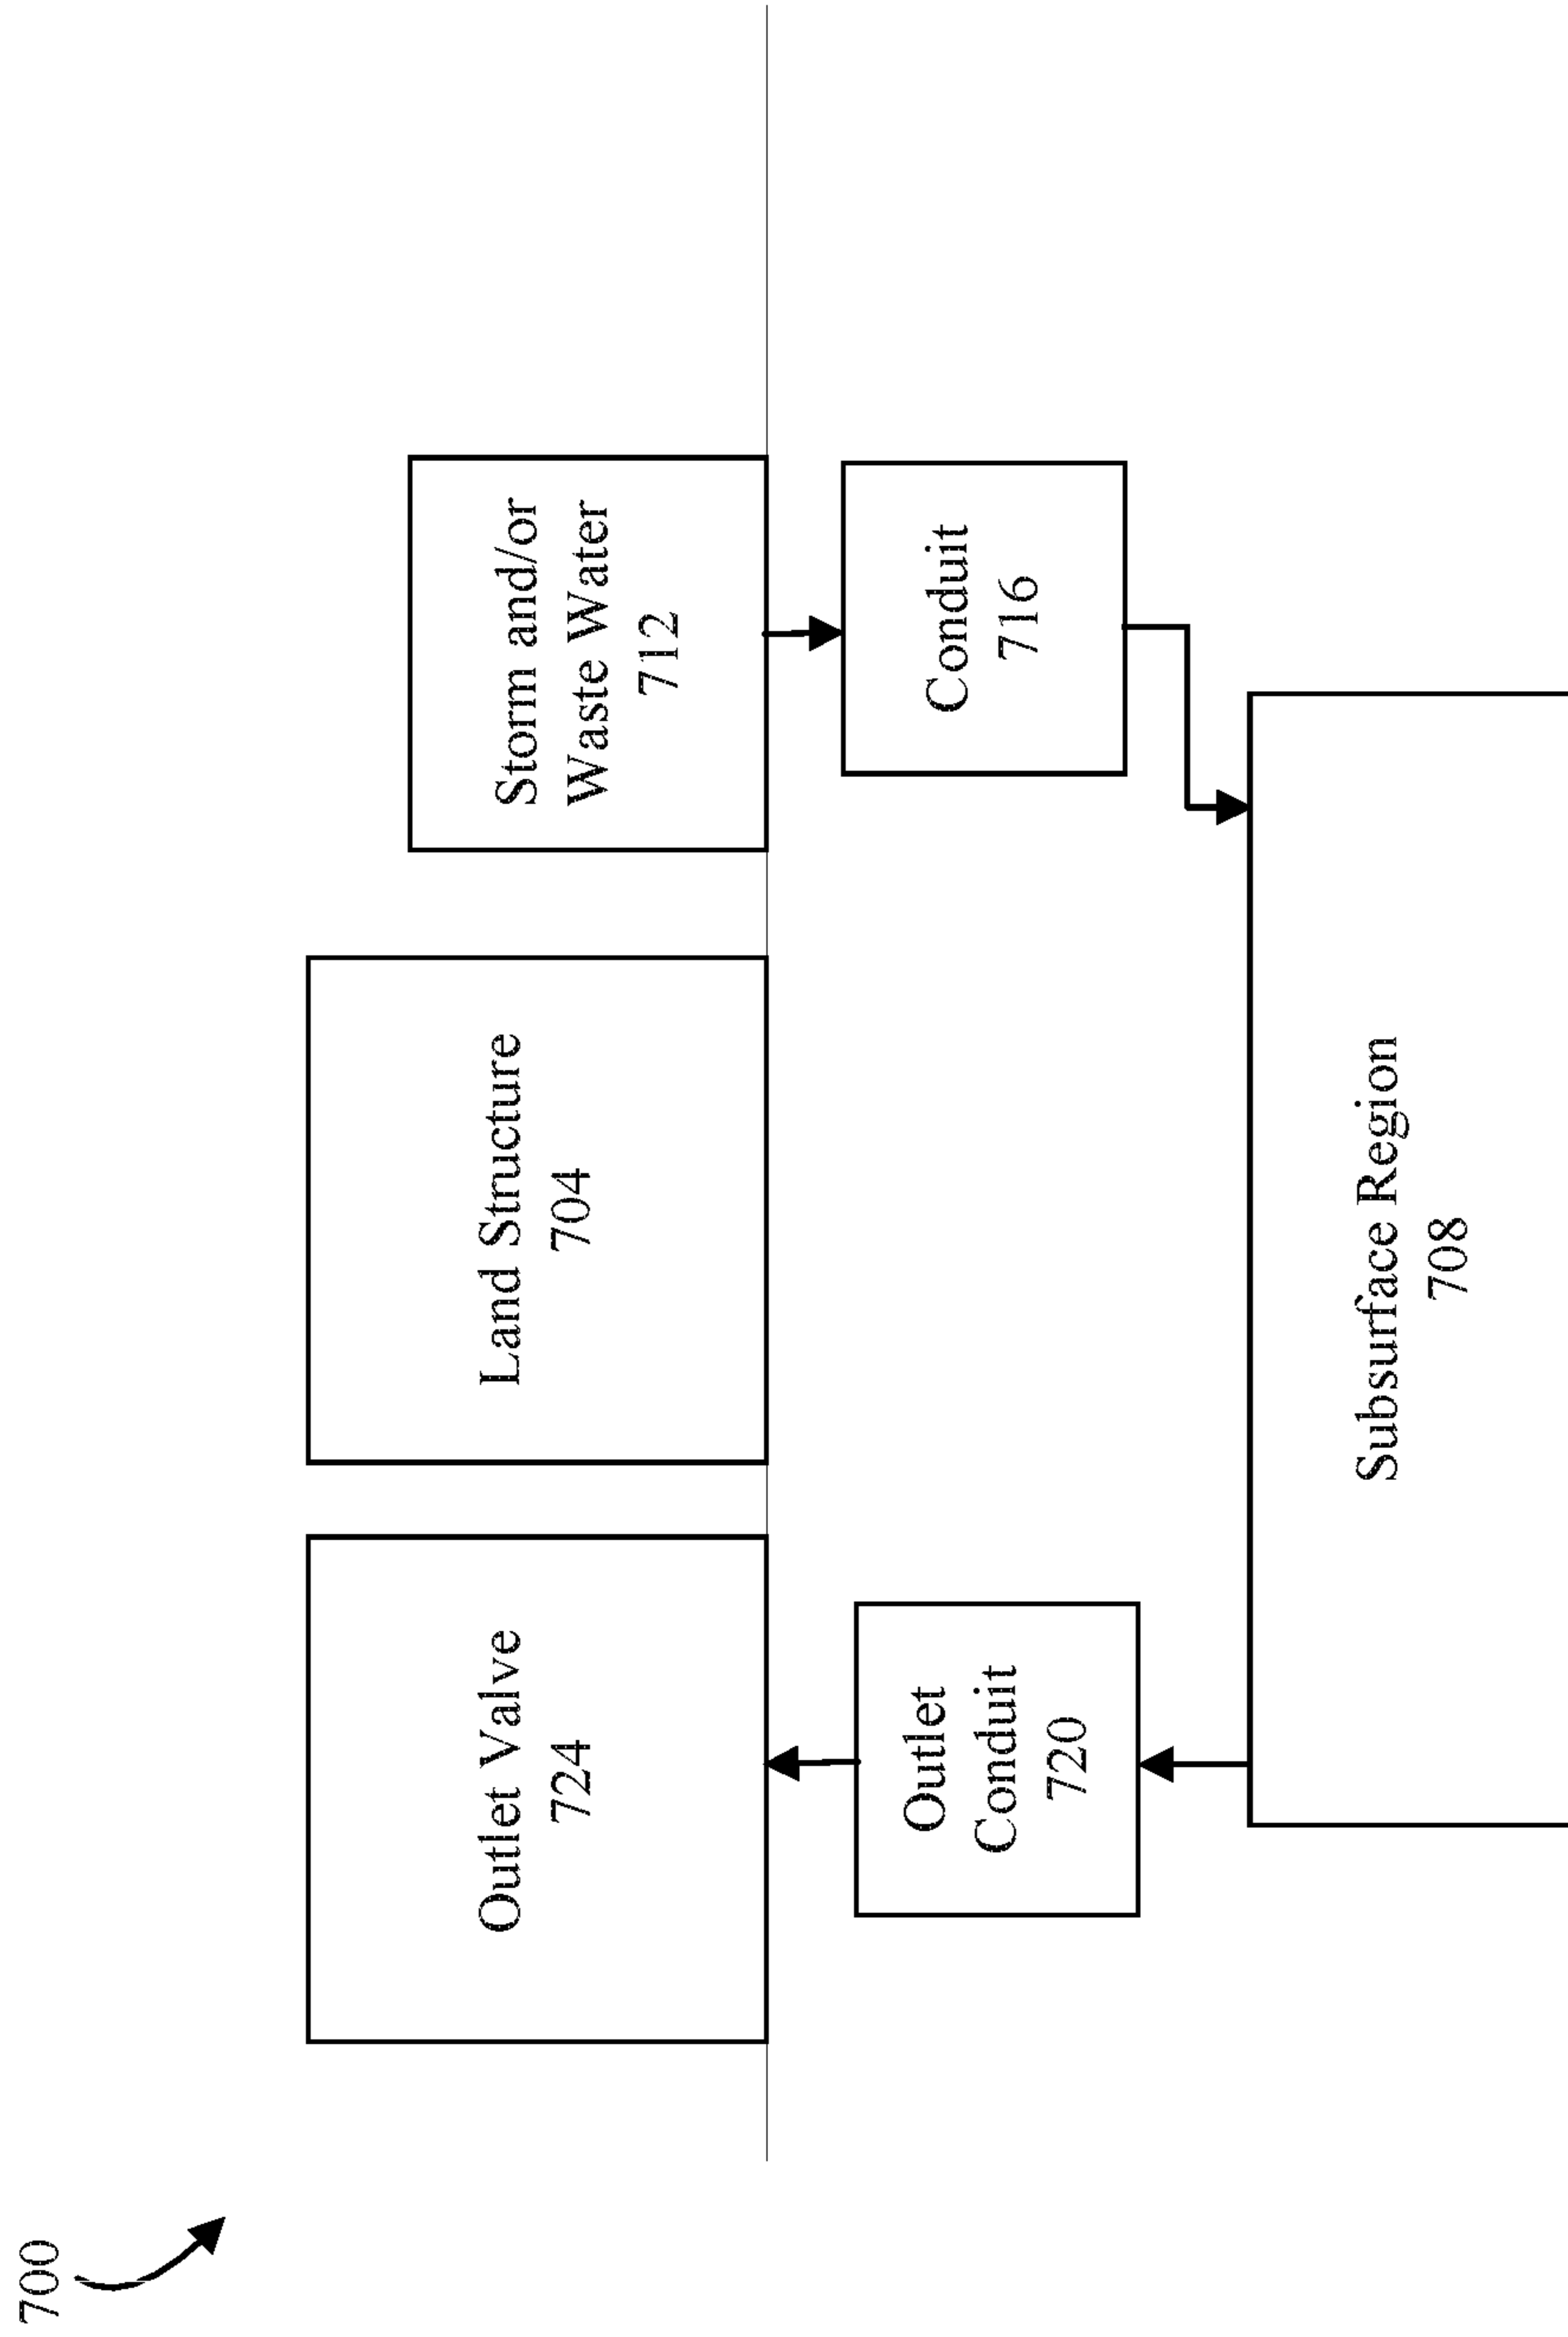 700
Outlet Valve
724
Land Structure
704
Storm and/or
Waste Water
712
Outlet
Conduit
720
Conduit
716
Subsurface Region
708